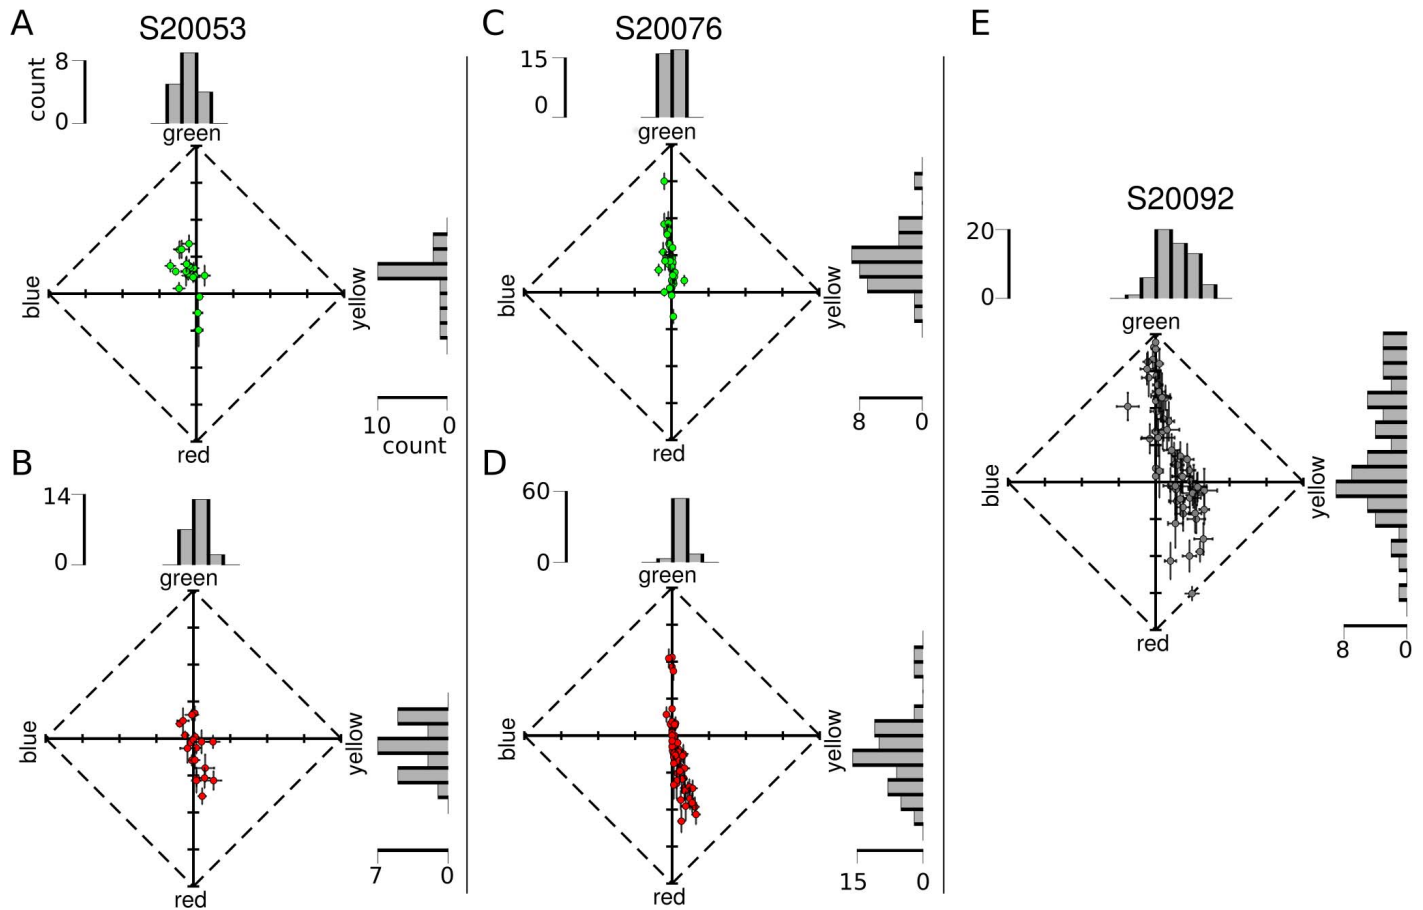 A
S20053
8
count
0
green
blue
yellow
10
0
count
red
B
14
0
green
blue
yellow
7
0
red
C
S20076
15
0
green
blue
yellow
8
0
red
D
60
0
green
blue
yellow
15
0
red
E
S20092
20
0
green
blue
yellow
red
8
0